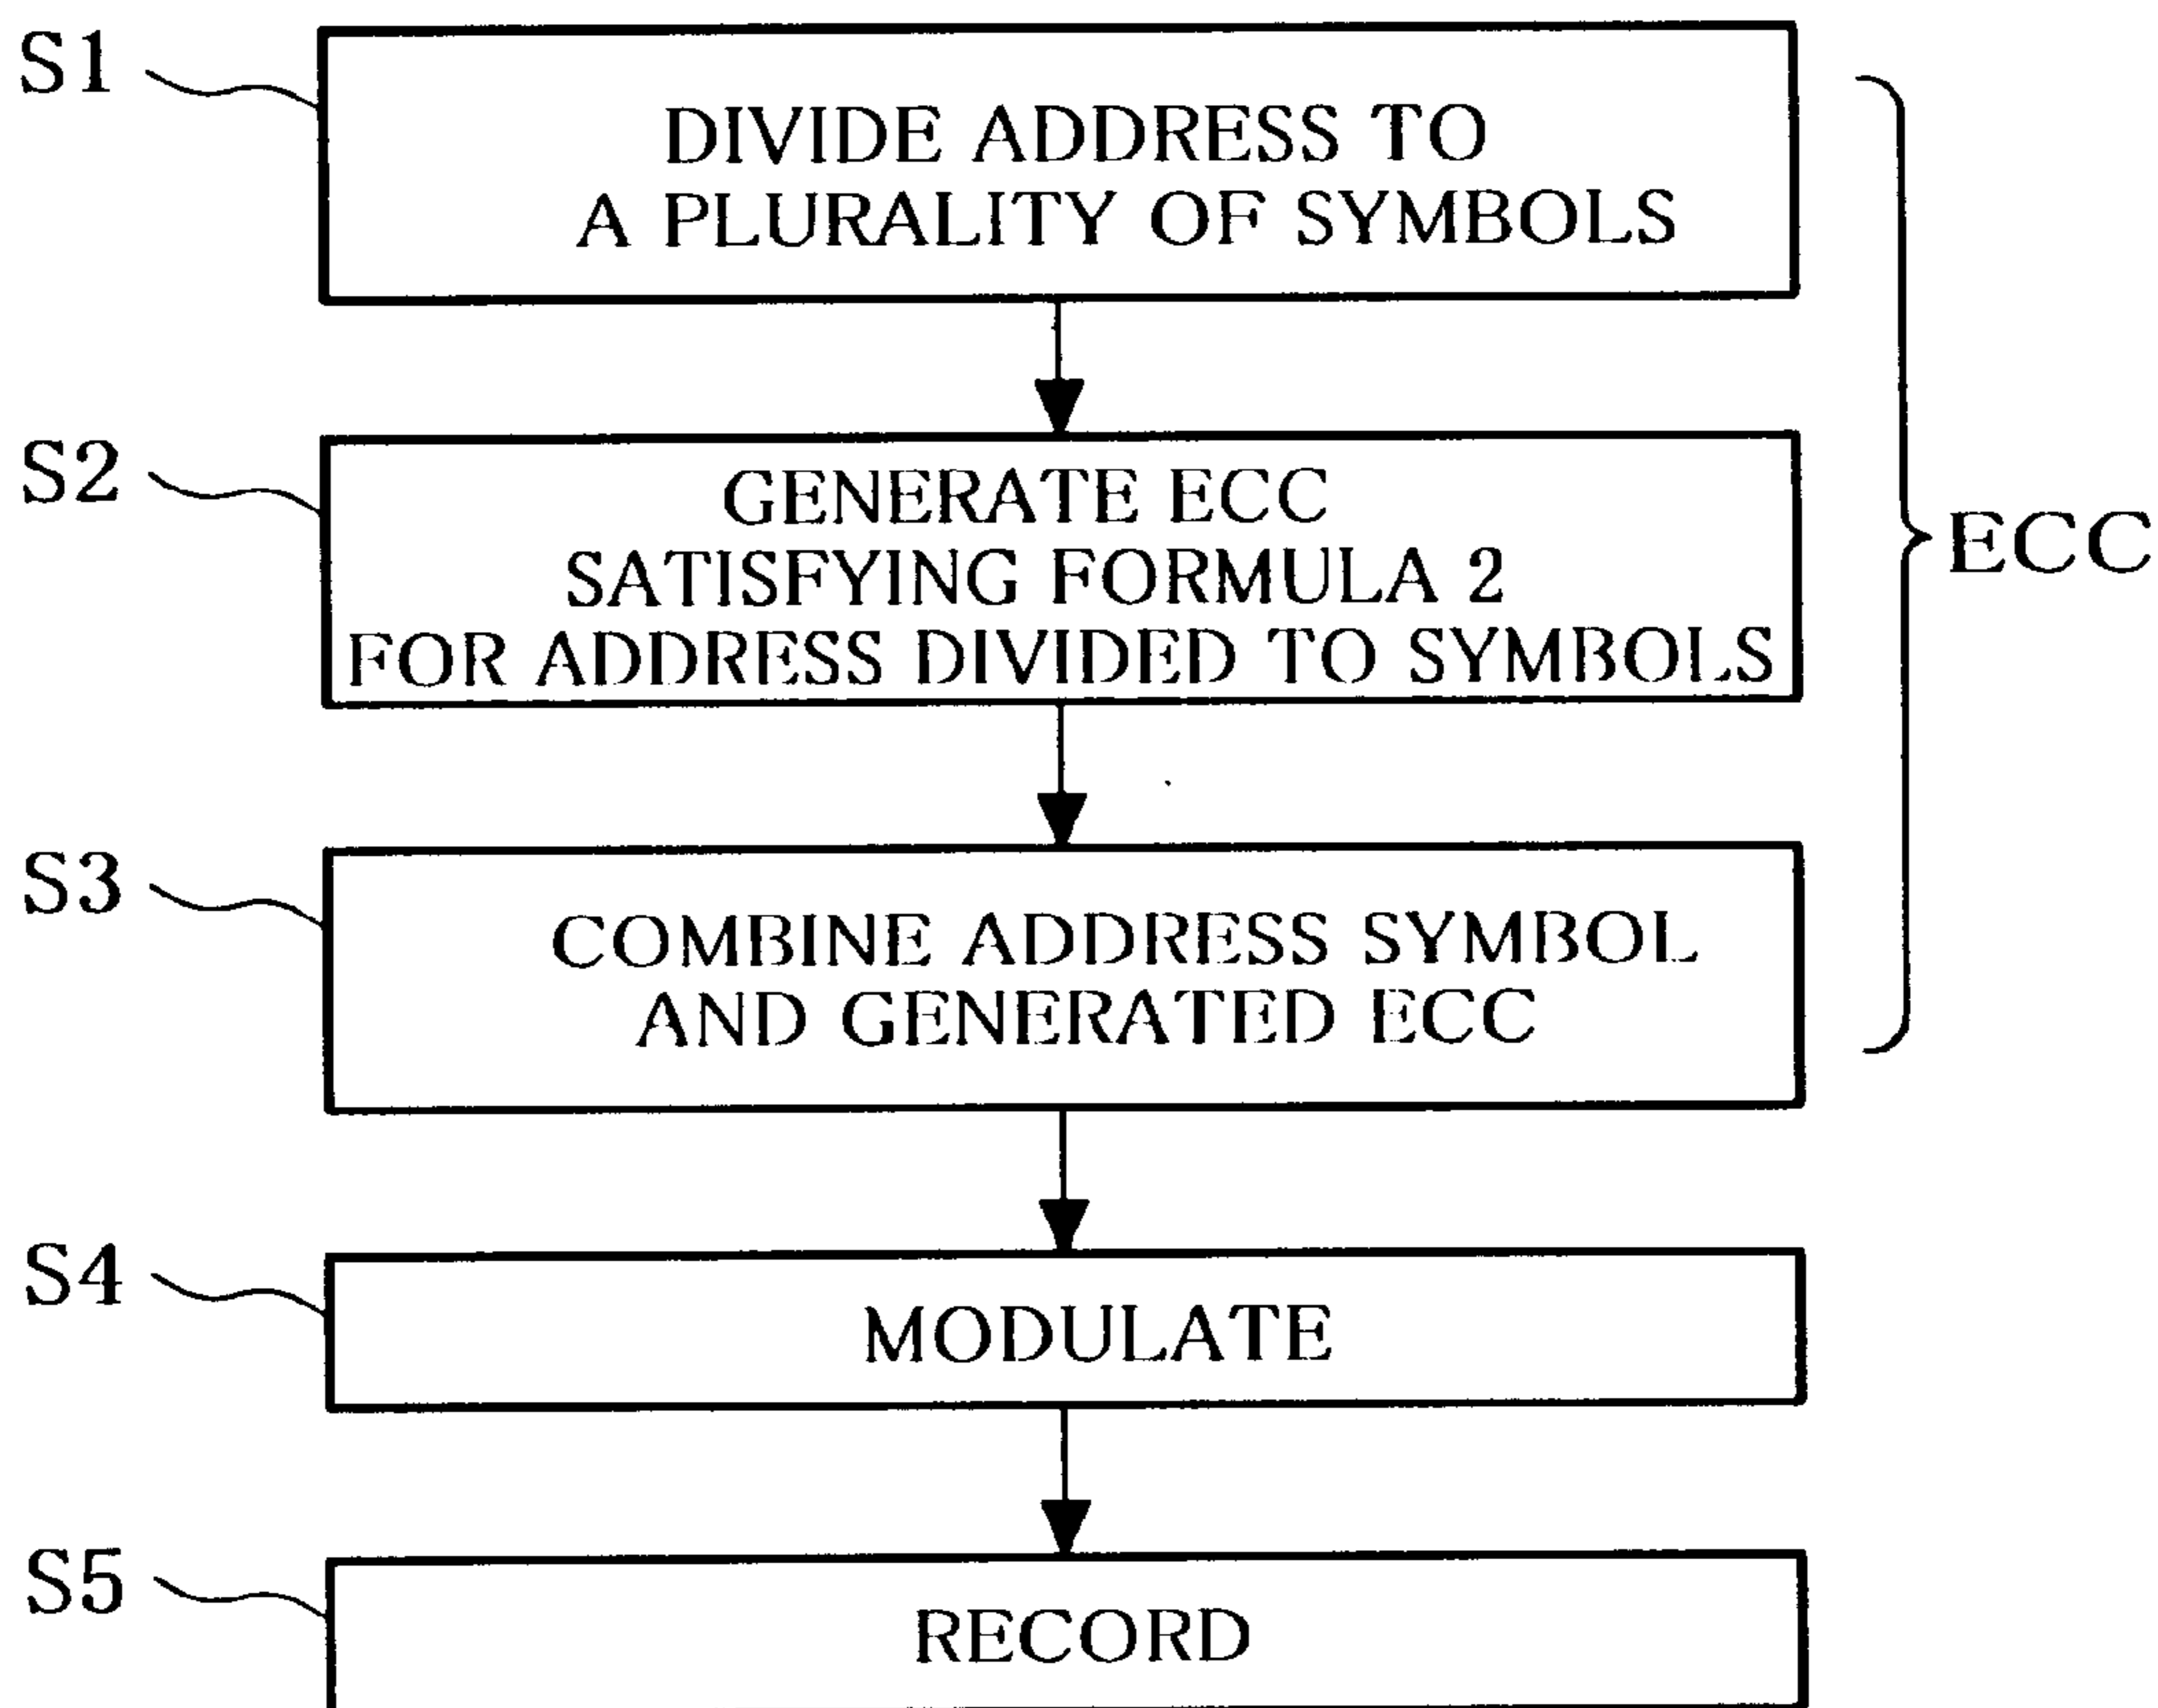 S1
DIVIDE ADDRESS TO
A PLURALITY OF SYMBOLS
S2
GENERATE ECC
SATISFYING FORMULA 2
FOR ADDRESS DIVIDED TO SYMBOLS
ECC
S3
COMBINE ADDRESS SYMBOL
AND GENERATED ECC
S4
MODULATE
S5
RECORD